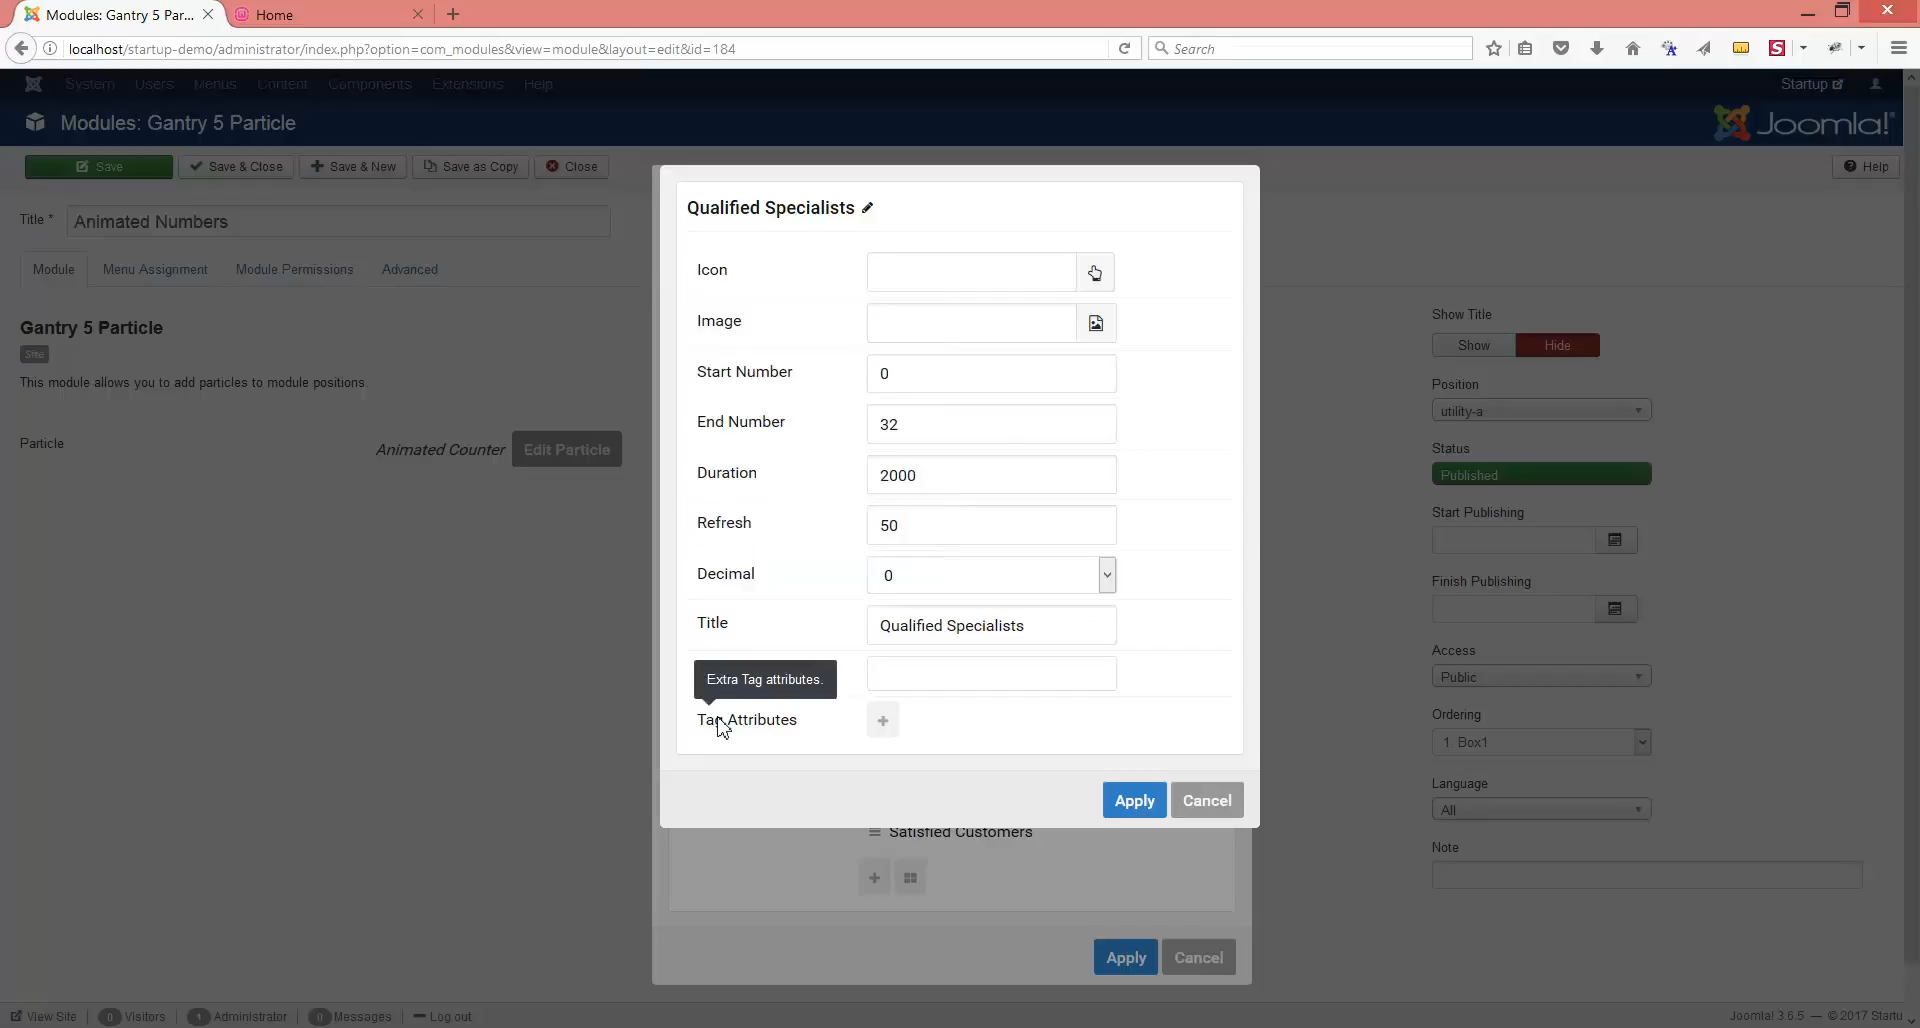 Modules: Gantry 5 Par...
Home
localhost/startup-demo/administrator/index.php?option=com_modules&view=module&layout=edit&id=184
Search
System
Users
Menus
Content
Components
Extensions
Help
Startup
Modules: Gantry 5 Particle
Joomla!
Save
Save & Close
Save & New
Save as Copy
Close
Help
Title *
Animated Numbers
Module
Menu Assignment
Module Permissions
Advanced
Gantry 5 Particle
Site
This module allows you to add particles to module positions.
Particle
Animated Counter
Edit Particle
Qualified Specialists
Icon
Image
Start Number
0
End Number
32
Duration
2000
Refresh
50
Decimal
0
Title
Qualified Specialists
Extra Tag attributes.
Tag Attributes
Apply
Cancel
Satisfied Customers
Apply
Cancel
Show Title
Show
Hide
Position
utility-a
Status
Published
Start Publishing
Finish Publishing
Access
Public
Ordering
1. Box1
Language
All
Note
View Site
0 Visitors
1 Administrator
0 Messages
Log out
Joomla! 3.6.5 — © 2017 Startu